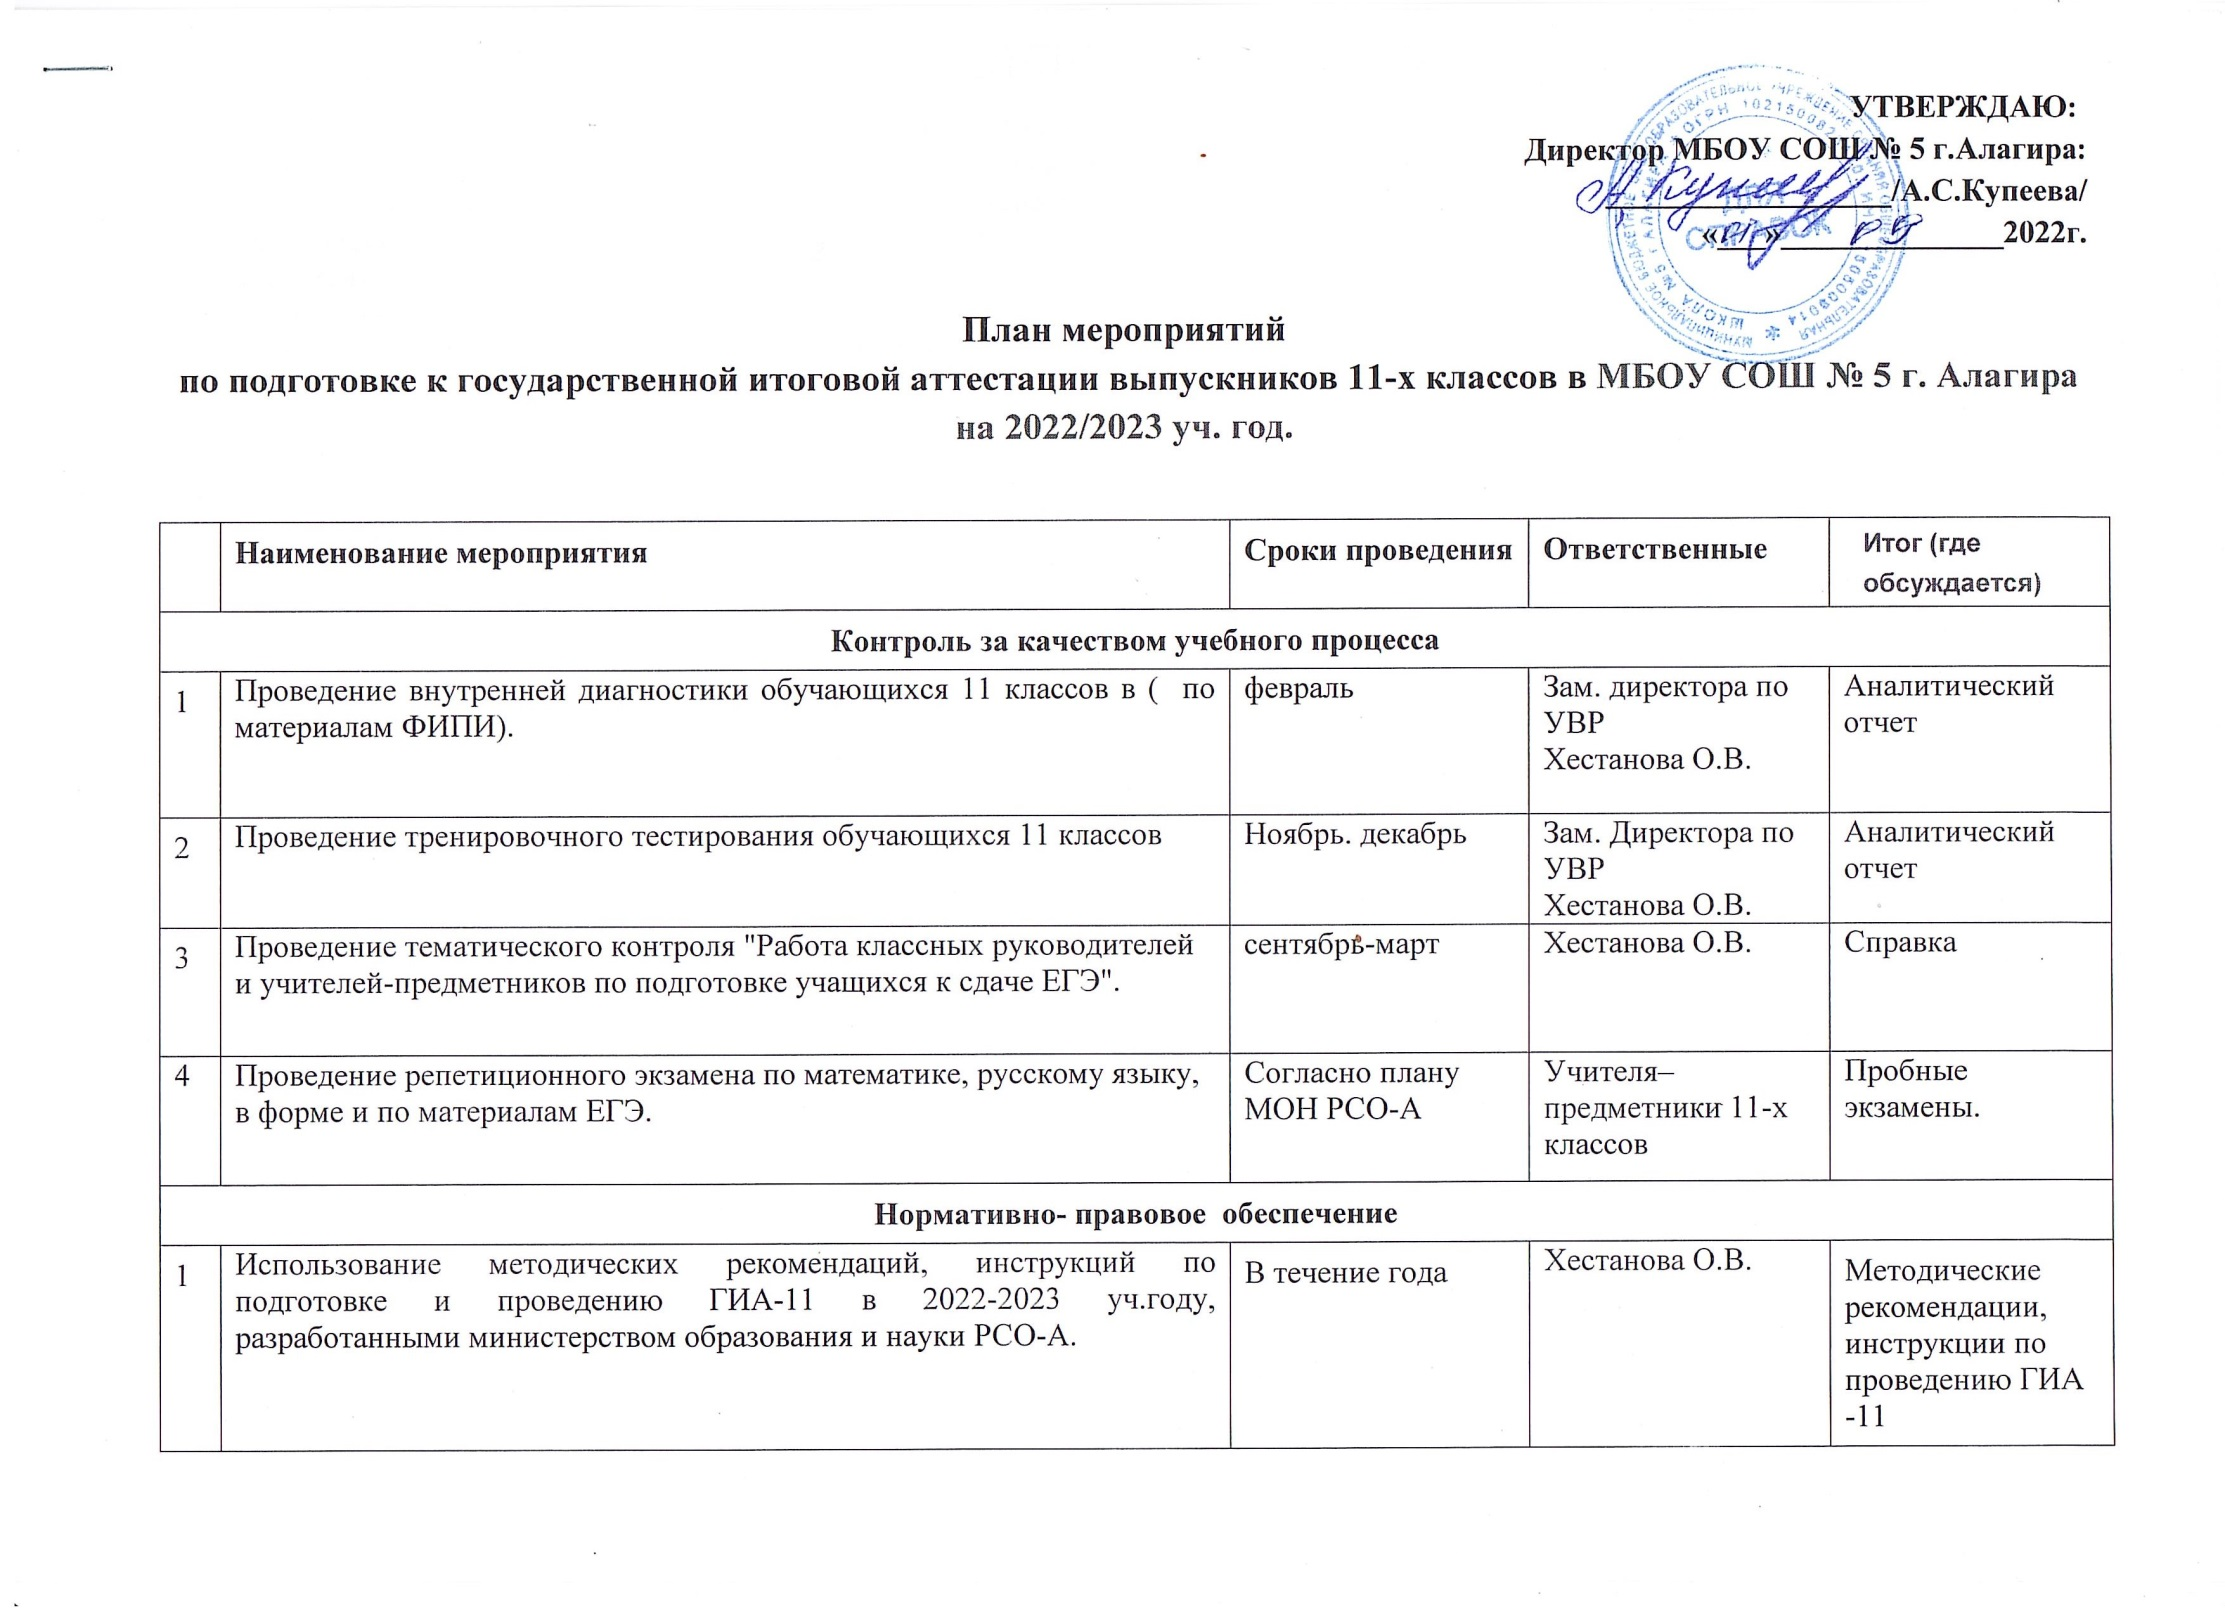 УТВЕРЖДАЮ:
Директор МБОУ СОШ № 5 г.Алагира:
/А.С.Купеева/
« » 09 2022г.
План мероприятий
по подготовке к государственной итоговой аттестации выпускников 11-х классов в МБОУ СОШ № 5 г. Алагира
на 2022/2023 уч. год.
Наименование мероприятия
Сроки проведения
Ответственные
Итог (где
обсуждается)
Контроль за качеством учебного процесса
1
Проведение внутренней диагностики обучающихся 11 классов в ( по
материалам ФИПИ).
февраль
Зам. директора по
УВР
Хестанова О.В.
Аналитический
отчет
2
Проведение тренировочного тестирования обучающихся 11 классов
Ноябрь. декабрь
Зам. Директора по
УВР
Хестанова О.В.
Аналитический
отчет
3
Проведение тематического контроля "Работа классных руководителей
и учителей-предметников по подготовке учащихся к сдаче ЕГЭ".
сентябрь-март
Хестанова О.В.
Справка
4
Проведение репетиционного экзамена по математике, русскому языку,
в форме и по материалам ЕГЭ.
Согласно плану
МОН РСО-А
Учителя–
предметники 11-х
классов
Пробные
экзамены.
Нормативно- правовое обеспечение
1
Использование методических рекомендаций, инструкций по
подготовке и проведению ГИА-11 в 2022-2023 уч.году,
разработанными министерством образования и науки РСО-А.
В течение года
Хестанова О.В.
Методические
рекомендации,
инструкции по
проведению ГИА
-11